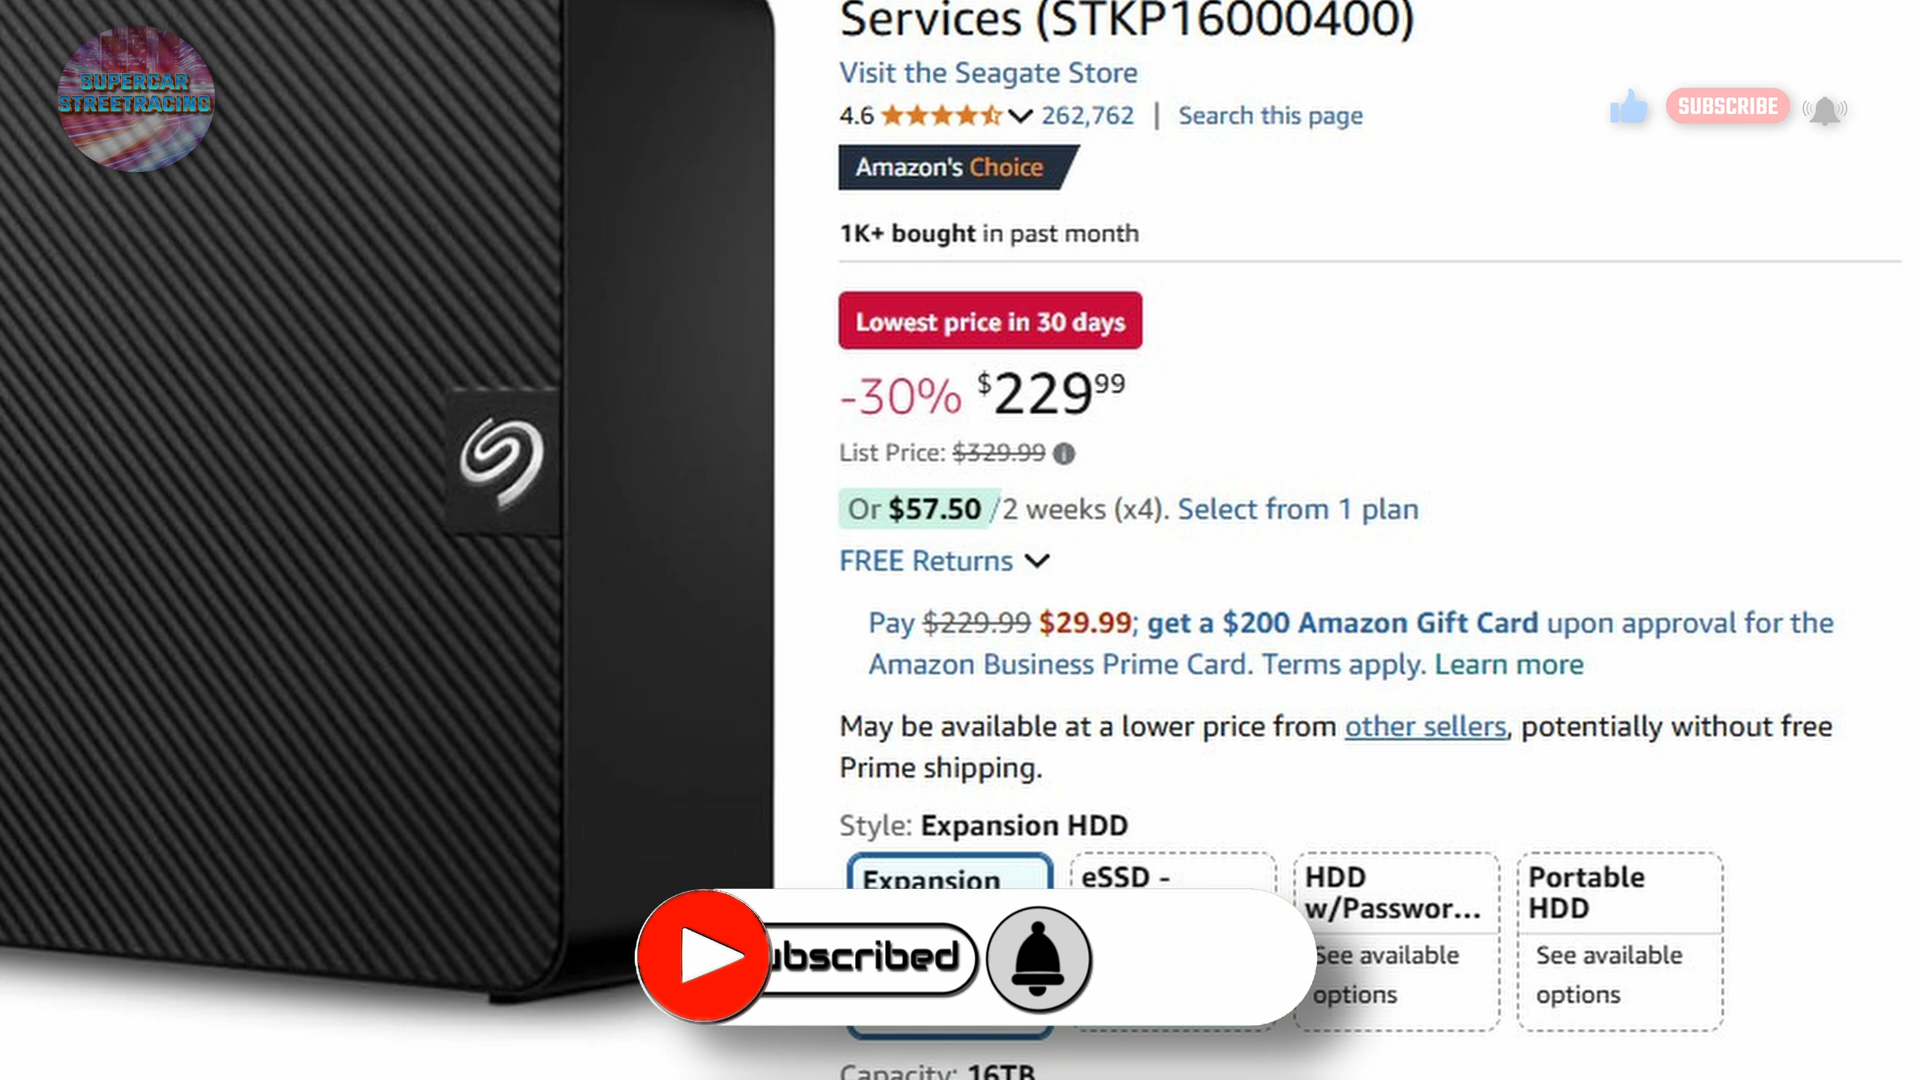 Services (STKP16000400)
SUPERCAR
STREETRACING
Visit the Seagate Store
4.6 262,762 | Search this page
SUBSCRIBE
Amazon's Choice
1K+ bought in past month
Lowest price in 30 days
-30% $229.99
List Price: $329.99
Or $57.50 /2 weeks (x4). Select from 1 plan
FREE Returns
Pay $229.99 $29.99; get a $200 Amazon Gift Card upon approval for the
Amazon Business Prime Card. Terms apply. Learn more
May be available at a lower price from other sellers, potentially without free
Prime shipping.
Style: Expansion HDD
Expansion
eSSD -
HDD
w/Passwor...
See available
options
Portable
HDD
See available
options
ubscribed
Capacity: 16TB